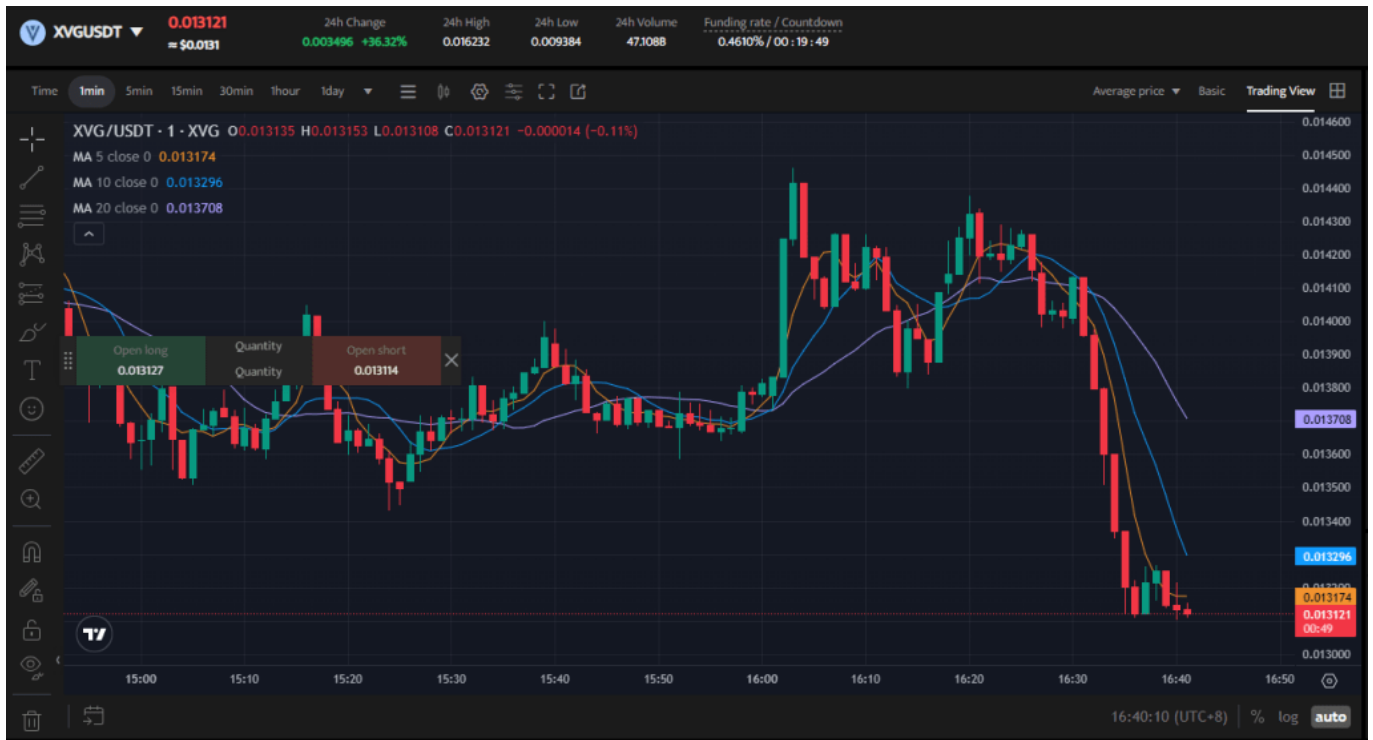 XVGUSDT
0.013121
≈ $0.0131
24h Change
0.003496 +36.32%
24h High
0.016232
24h Low
0.009384
24h Volume
47.108B
Funding rate / Countdown
0.4610% / 00 : 19 : 49
Time 1min 5min 15min 30min 1hour 1day
Average price Basic Trading View
XVG/USDT · 1 · XVG O0.013135 H0.013153 L0.013108 C0.013121 −0.000014 (−0.11%)
MA 5 close 0 0.013174
MA 10 close 0 0.013296
MA 20 close 0 0.013708
Open long
0.013127
Quantity
Quantity
Open short
0.013114
0.014600
0.014500
0.014400
0.014300
0.014200
0.014100
0.014000
0.013900
0.013800
0.013708
0.013600
0.013500
0.013400
0.013296
0.013200
0.013174
0.013121
00:49
0.013000
15:00 15:10 15:20 15:30 15:40 15:50 16:00 16:10 16:20 16:30 16:40 16:50
16:40:10 (UTC+8) % log auto